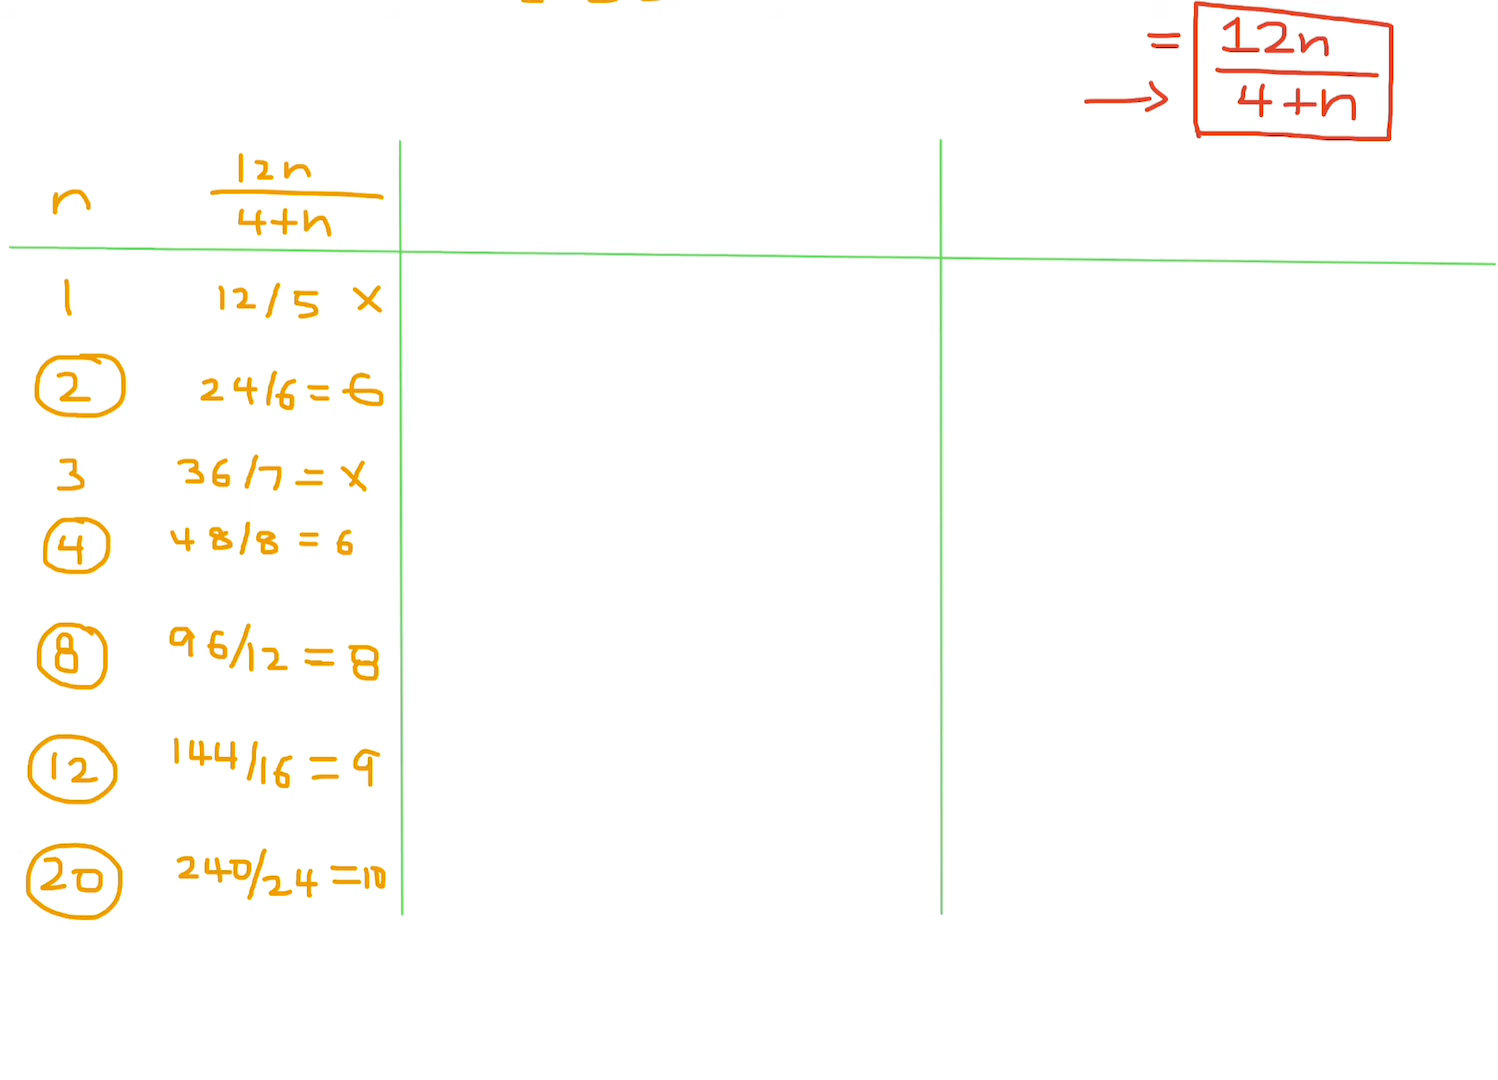 = 12n
→ 4+n
n 12n
4+n
1 12/5 x
2 24/6 = 6
3 36/7 = x
4 48/8 = 6
8 96/12 = 8
12 144/16 = 9
20 240/24 = 10